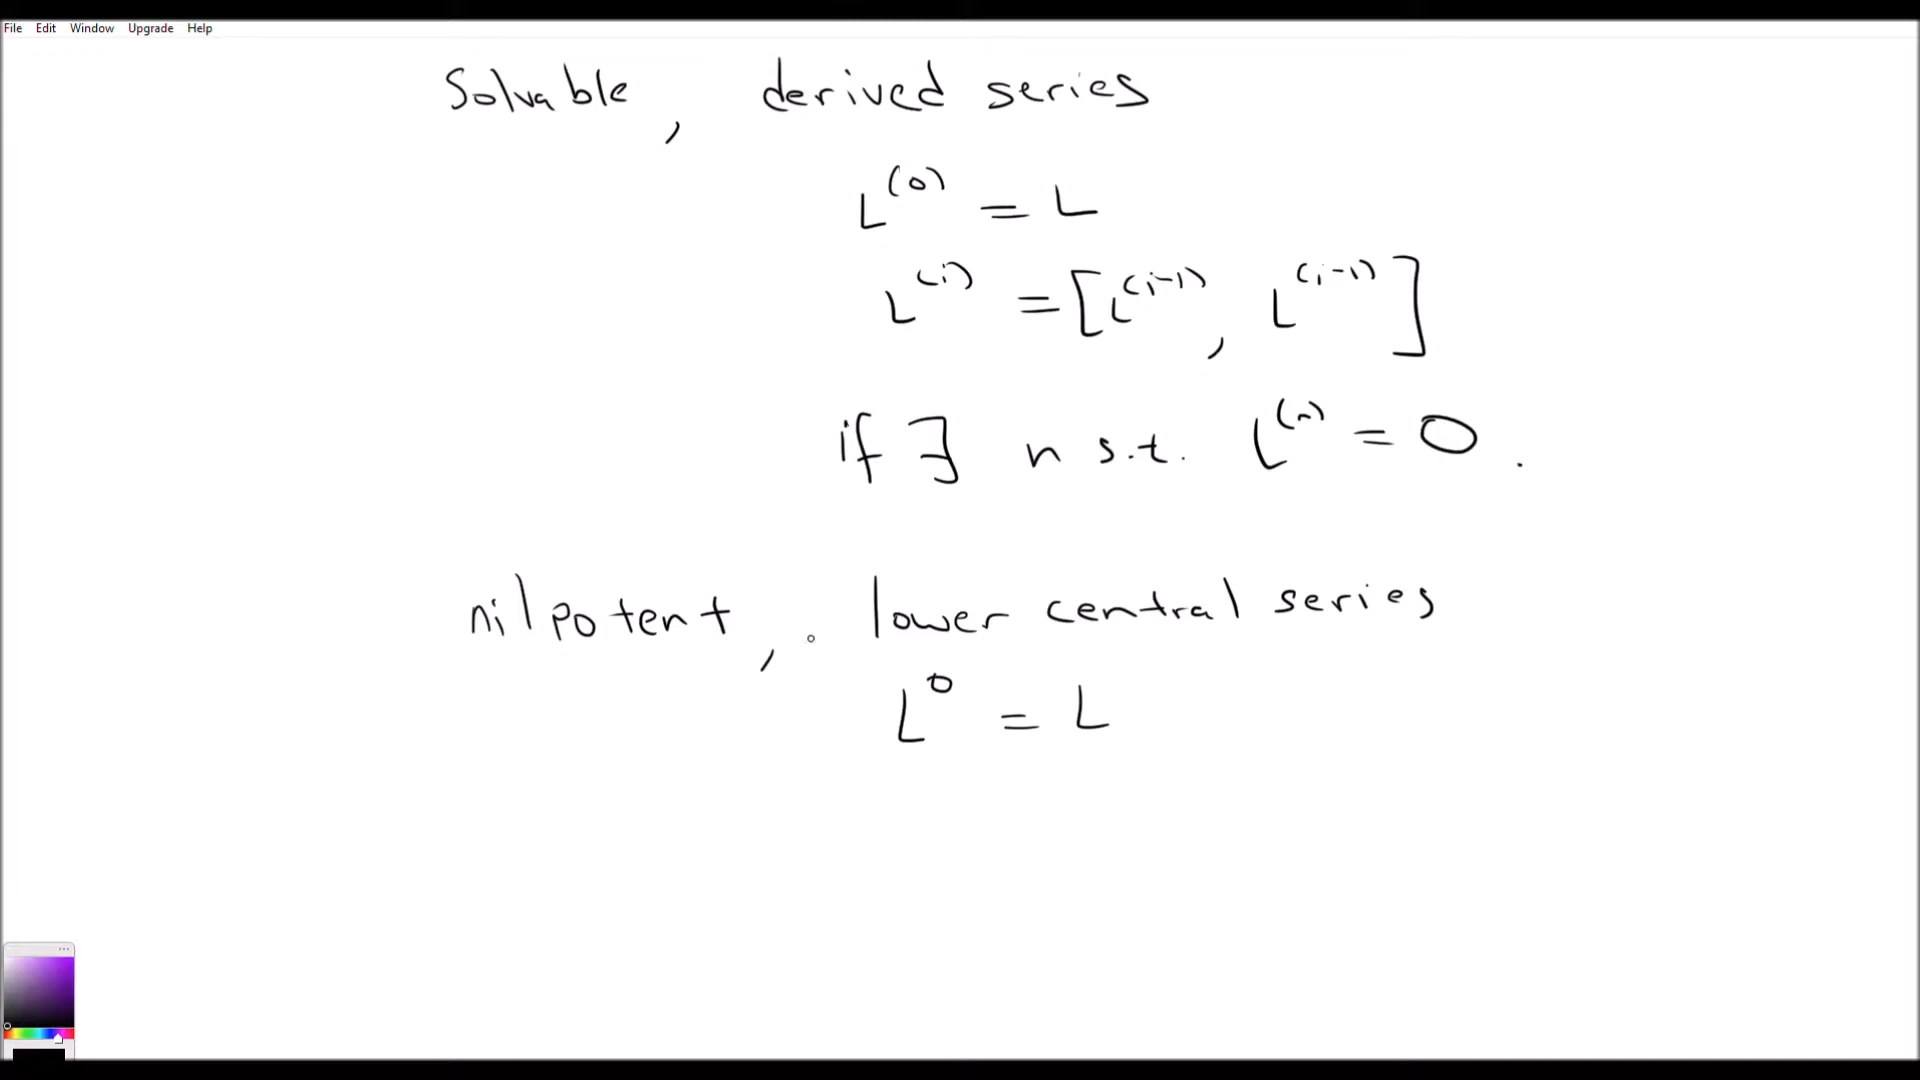 File Edit Window Upgrade Help
Solvable, derived series
L^(0) = L
L^(i) = [L^(i-1), L^(i-1)]
if ∃ n s.t. L^(n) = 0.
nilpotent, lower central series
L^0 = L